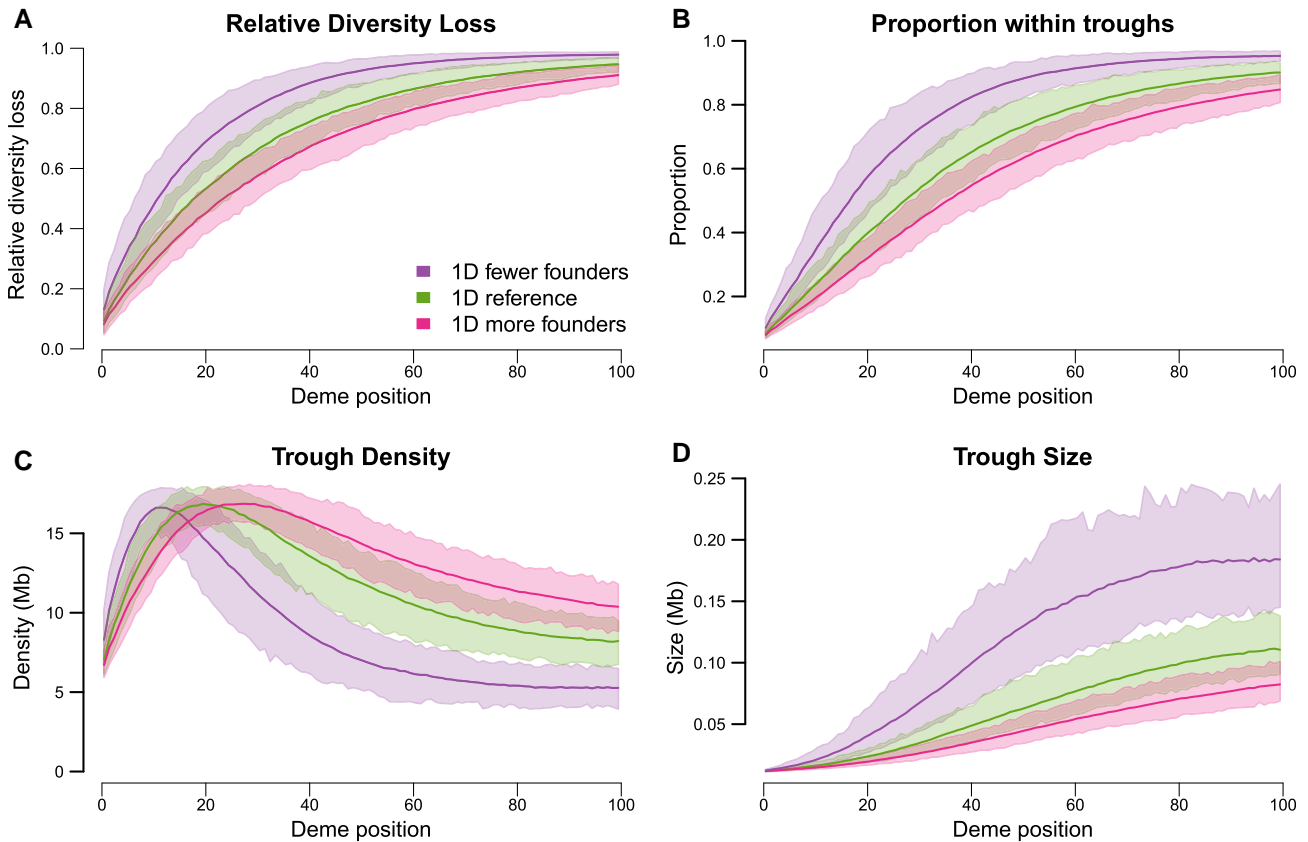 A
Relative Diversity Loss
Relative diversity loss
1.0
0.8
0.6
0.4
0.2
0.0
1D fewer founders
1D reference
1D more founders
0 20 40 60 80 100
Deme position
B
Proportion within troughs
Proportion
1.0
0.8
0.6
0.4
0.2
0 20 40 60 80 100
Deme position
C
Trough Density
Density (Mb)
15
10
5
0
0 20 40 60 80 100
Deme position
D
Trough Size
Size (Mb)
0.25
0.20
0.15
0.10
0.05
0 20 40 60 80 100
Deme position